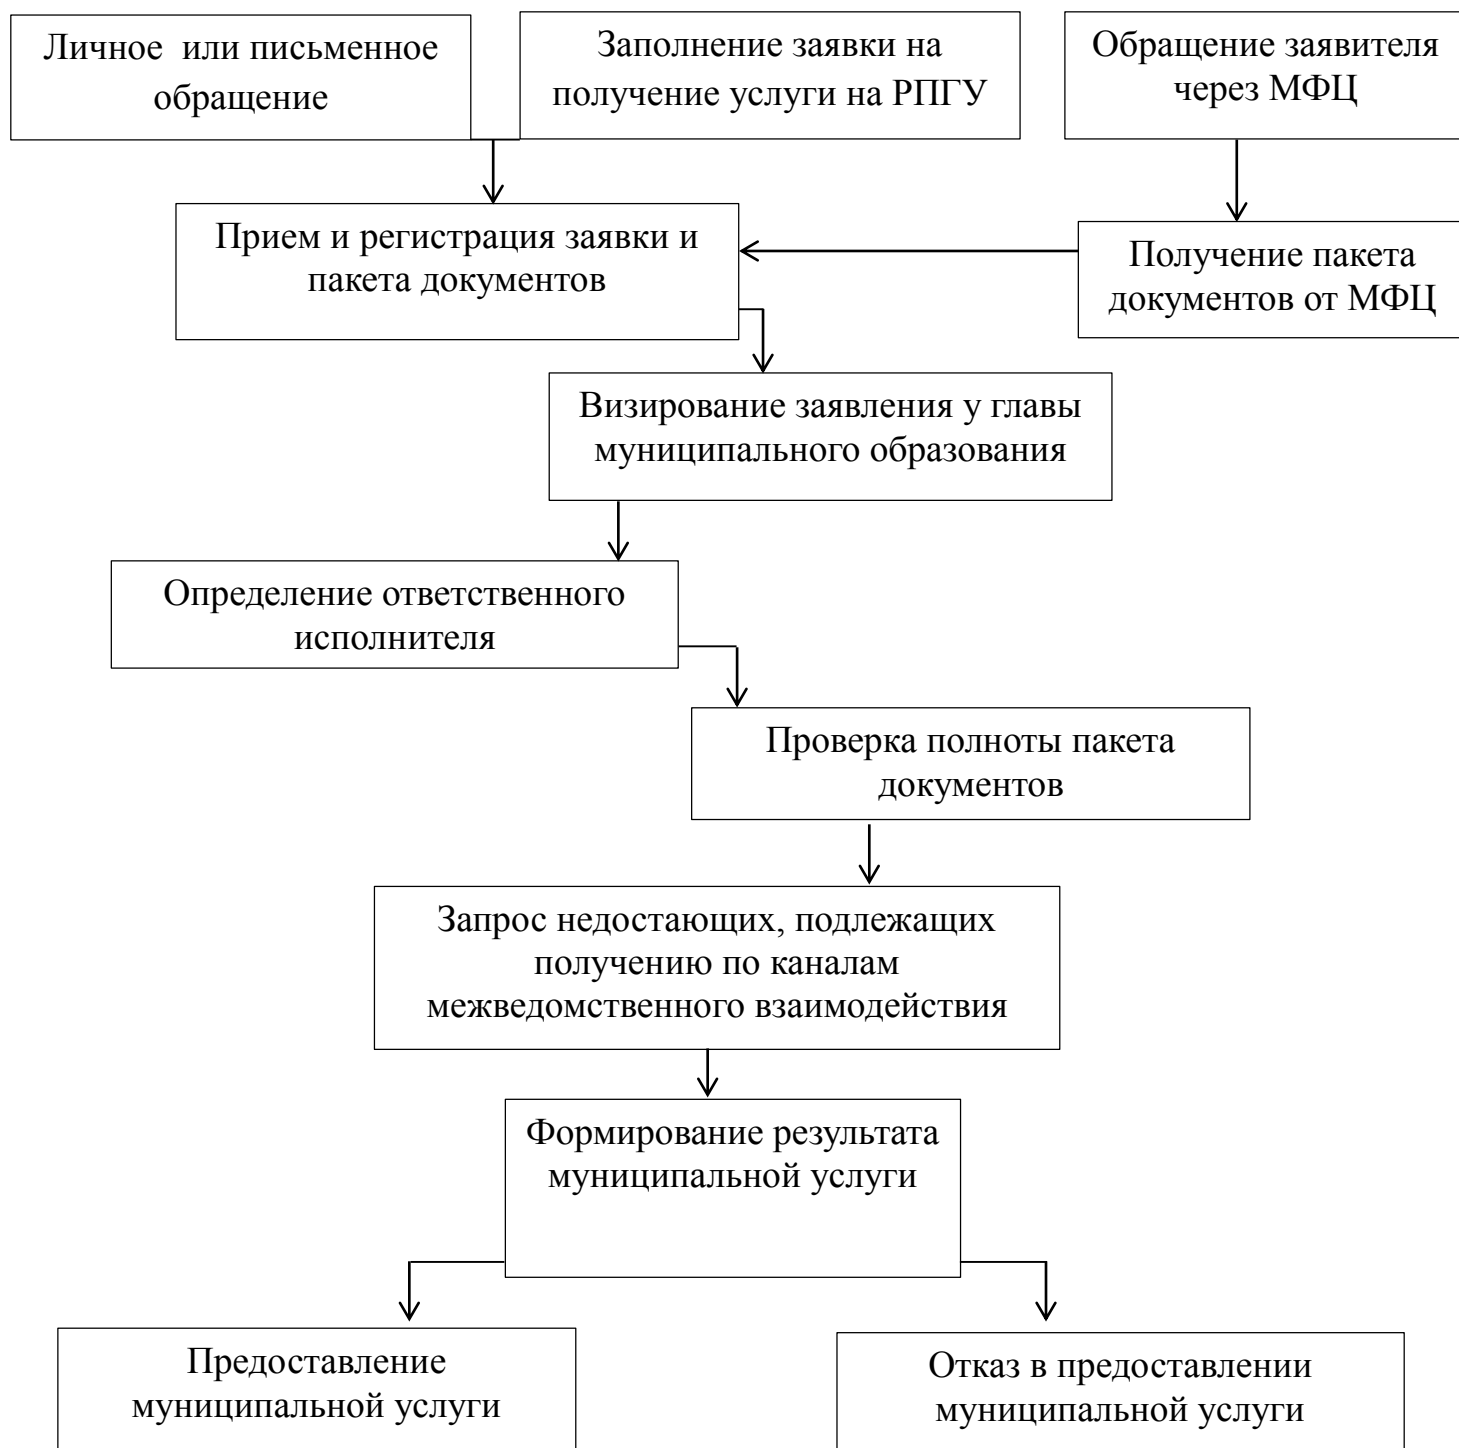 Личное или письменное
обращение
Заполнение заявки на
получение услуги на РПГУ
Обращение заявителя
через МФЦ
Прием и регистрация заявки и
пакета документов
Получение пакета
документов от МФЦ
Визирование заявления у главы
муниципального образования
Определение ответственного
исполнителя
Проверка полноты пакета
документов
Запрос недостающих, подлежащих
получению по каналам
межведомственного взаимодействия
Формирование результата
муниципальной услуги
Предоставление
муниципальной услуги
Отказ в предоставлении
муниципальной услуги